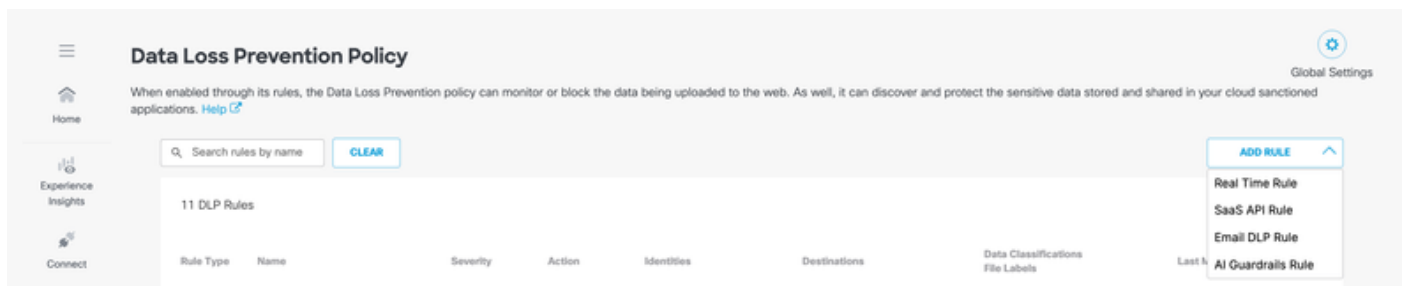 Data Loss Prevention Policy
Global Settings
When enabled through its rules, the Data Loss Prevention policy can monitor or block the data being uploaded to the web. As well, it can discover and protect the sensitive data stored and shared in your cloud sanctioned
applications. Help
Home
Search rules by name
CLEAR
ADD RULE
Experience
Insights
11 DLP Rules
Real Time Rule
SaaS API Rule
Email DLP Rule
AI Guardrails Rule
Connect
Rule Type
Name
Severity
Action
Identities
Destinations
Data Classifications
File Labels
Last